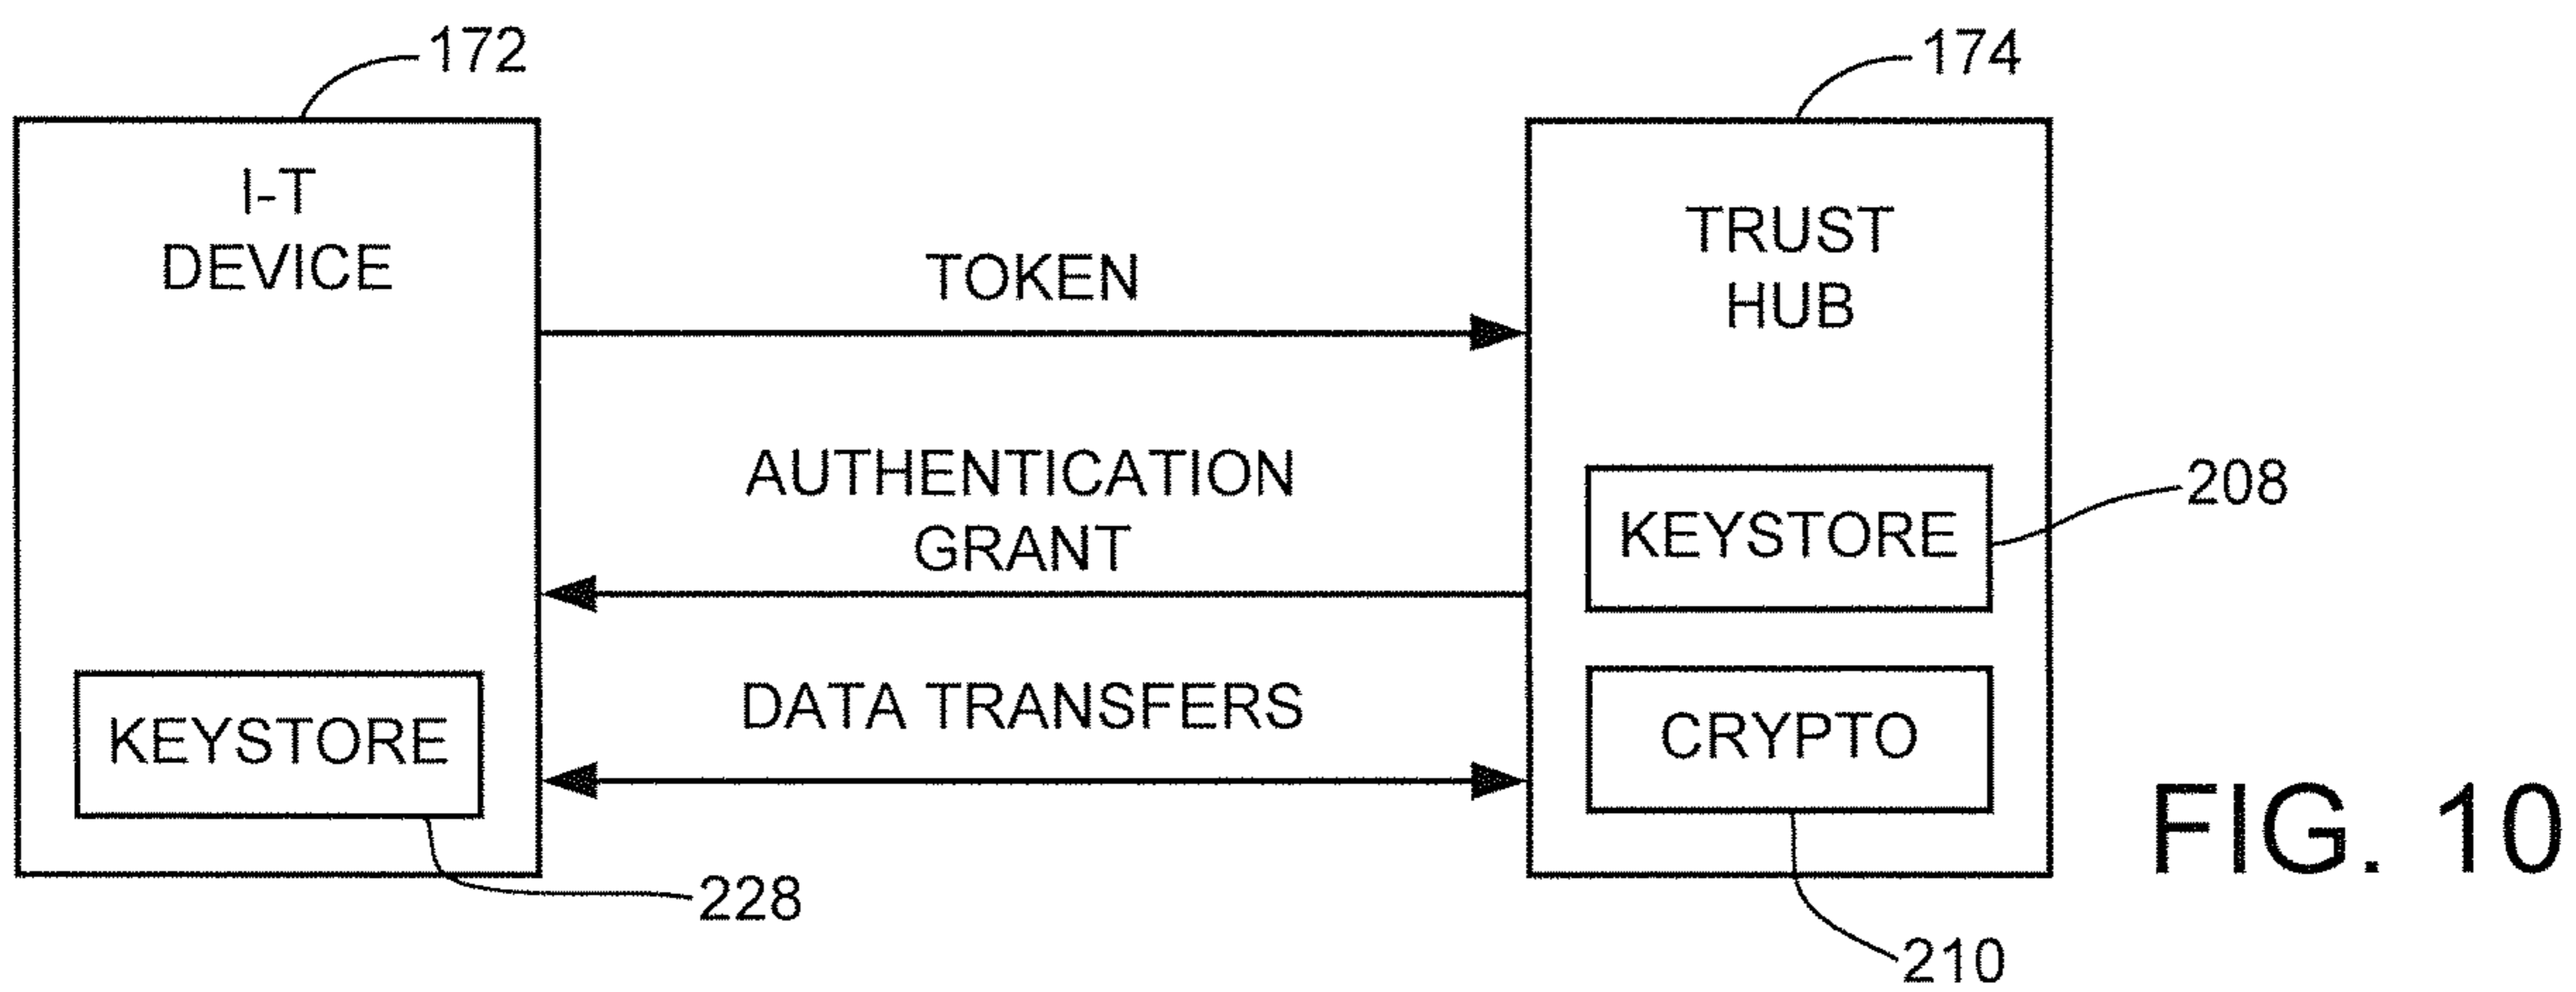 172
174
I-T
DEVICE
TOKEN
TRUST
HUB
AUTHENTICATION
GRANT
KEYSTORE
208
DATA TRANSFERS
KEYSTORE
CRYPTO
228
210
FIG. 10